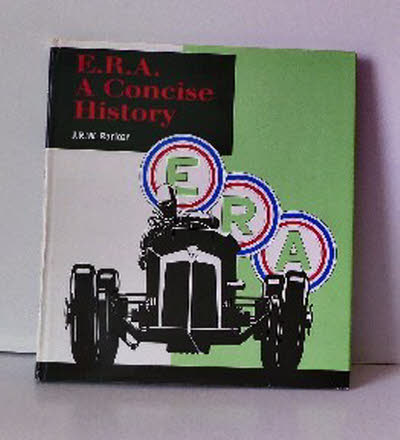 E.R.A.
A Concise
History
J.R.W. Barker
E
R
A